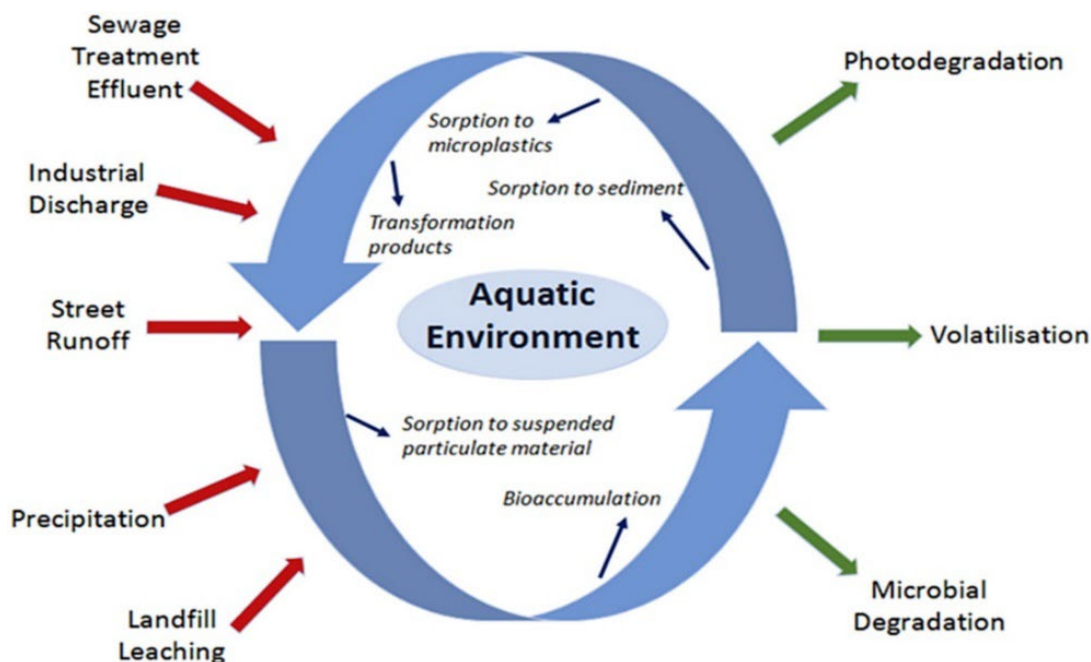 Sewage
Treatment
Effluent
Industrial
Discharge
Street
Runoff
Precipitation
Landfill
Leaching
Sorption to
microplastics
Transformation
products
Sorption to sediment
Aquatic
Environment
Sorption to suspended
particulate material
Bioaccumulation
Photodegradation
Volatilisation
Microbial
Degradation